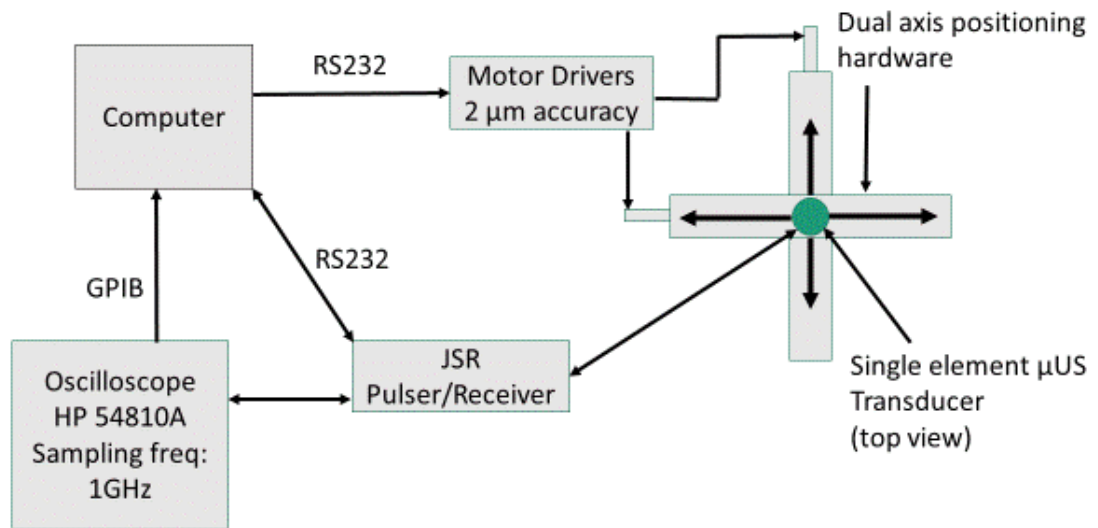 Dual axis positioning
hardware
RS232
Motor Drivers
2 µm accuracy
Computer
RS232
GPIB
JSR
Pulser/Receiver
Oscilloscope
HP 54810A
Sampling freq:
1GHz
Single element µUS
Transducer
(top view)